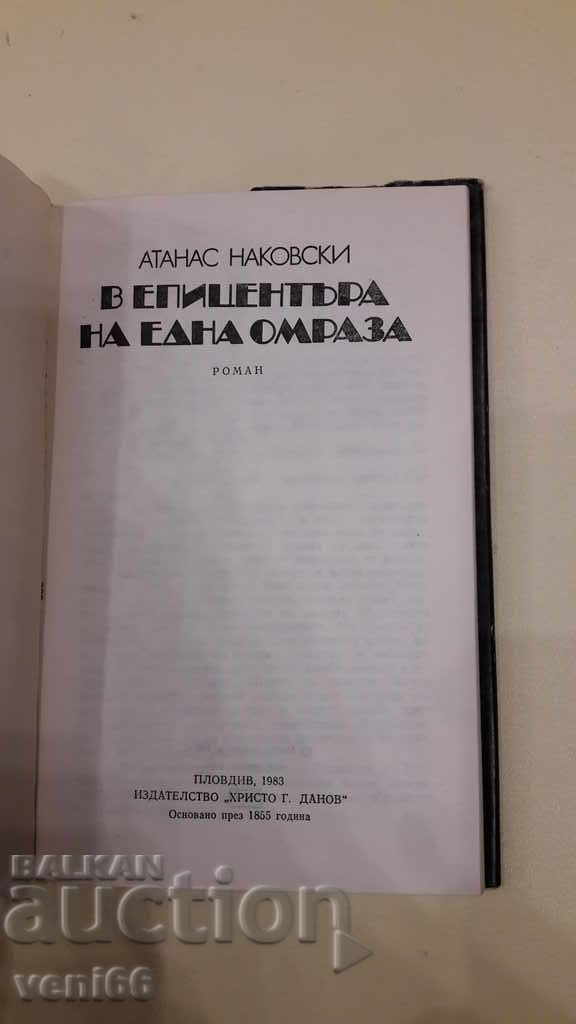 АТАНАС НАКОВСКИ
В ЕПИЦЕНТЪРА
НА ЕДНА ОМРАЗА
РОМАН
ПЛОВДИВ, 1983
ИЗДАТЕЛСТВО „ХРИСТО Г. ДАНОВ"
Основано през 1855 година
BALKAN
auction
veni66